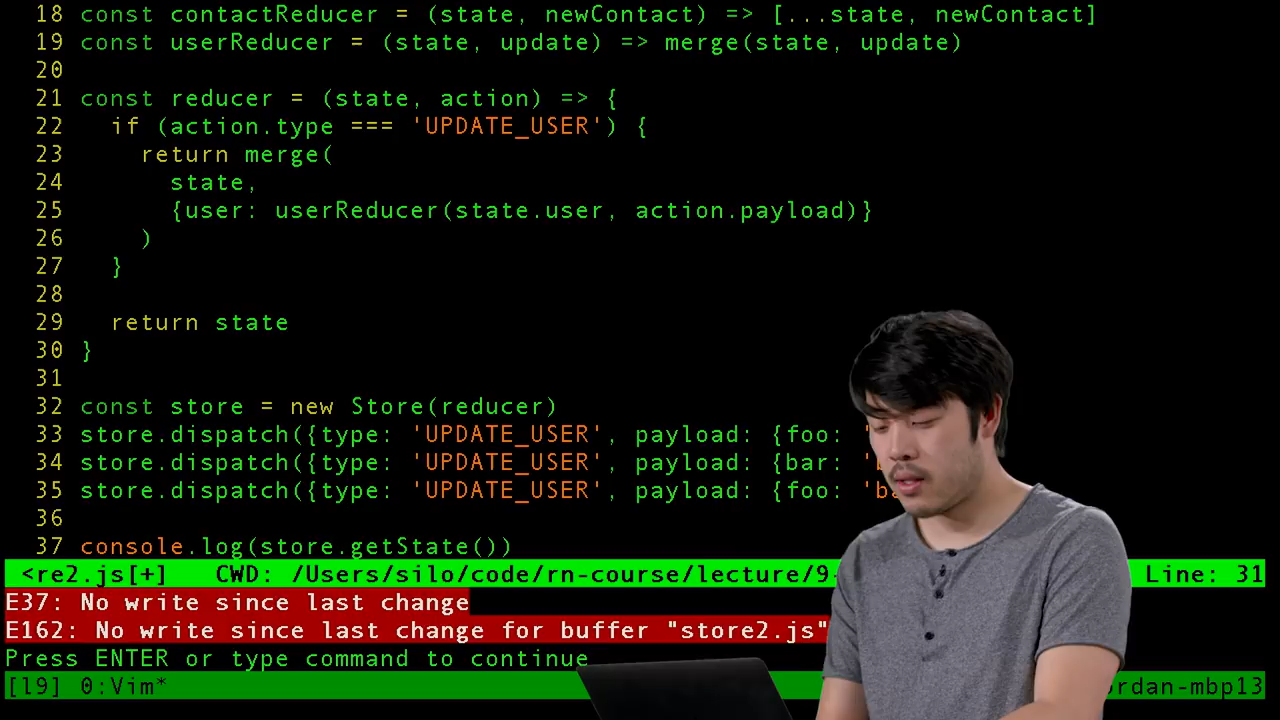 18 const contactReducer = (state, newContact) => [...state, newContact]
19 const userReducer = (state, update) => merge(state, update)
20
21 const reducer = (state, action) => {
22   if (action.type === 'UPDATE_USER') {
23     return merge(
24       state,
25       {user: userReducer(state.user, action.payload)}
26     )
27   }
28
29   return state
30 }
31
32 const store = new Store(reducer)
33 store.dispatch({type: 'UPDATE_USER', payload: {foo:
34 store.dispatch({type: 'UPDATE_USER', payload: {bar:
35 store.dispatch({type: 'UPDATE_USER', payload: {foo:
36
37 console.log(store.getState())
<re2.js[+]   CWD: /Users/silo/code/rn-course/lecture/9- Line: 31
E37: No write since last change
E162: No write since last change for buffer "store2.js"
Press ENTER or type command to continue
[l9] 0:Vim* rdan-mbp13